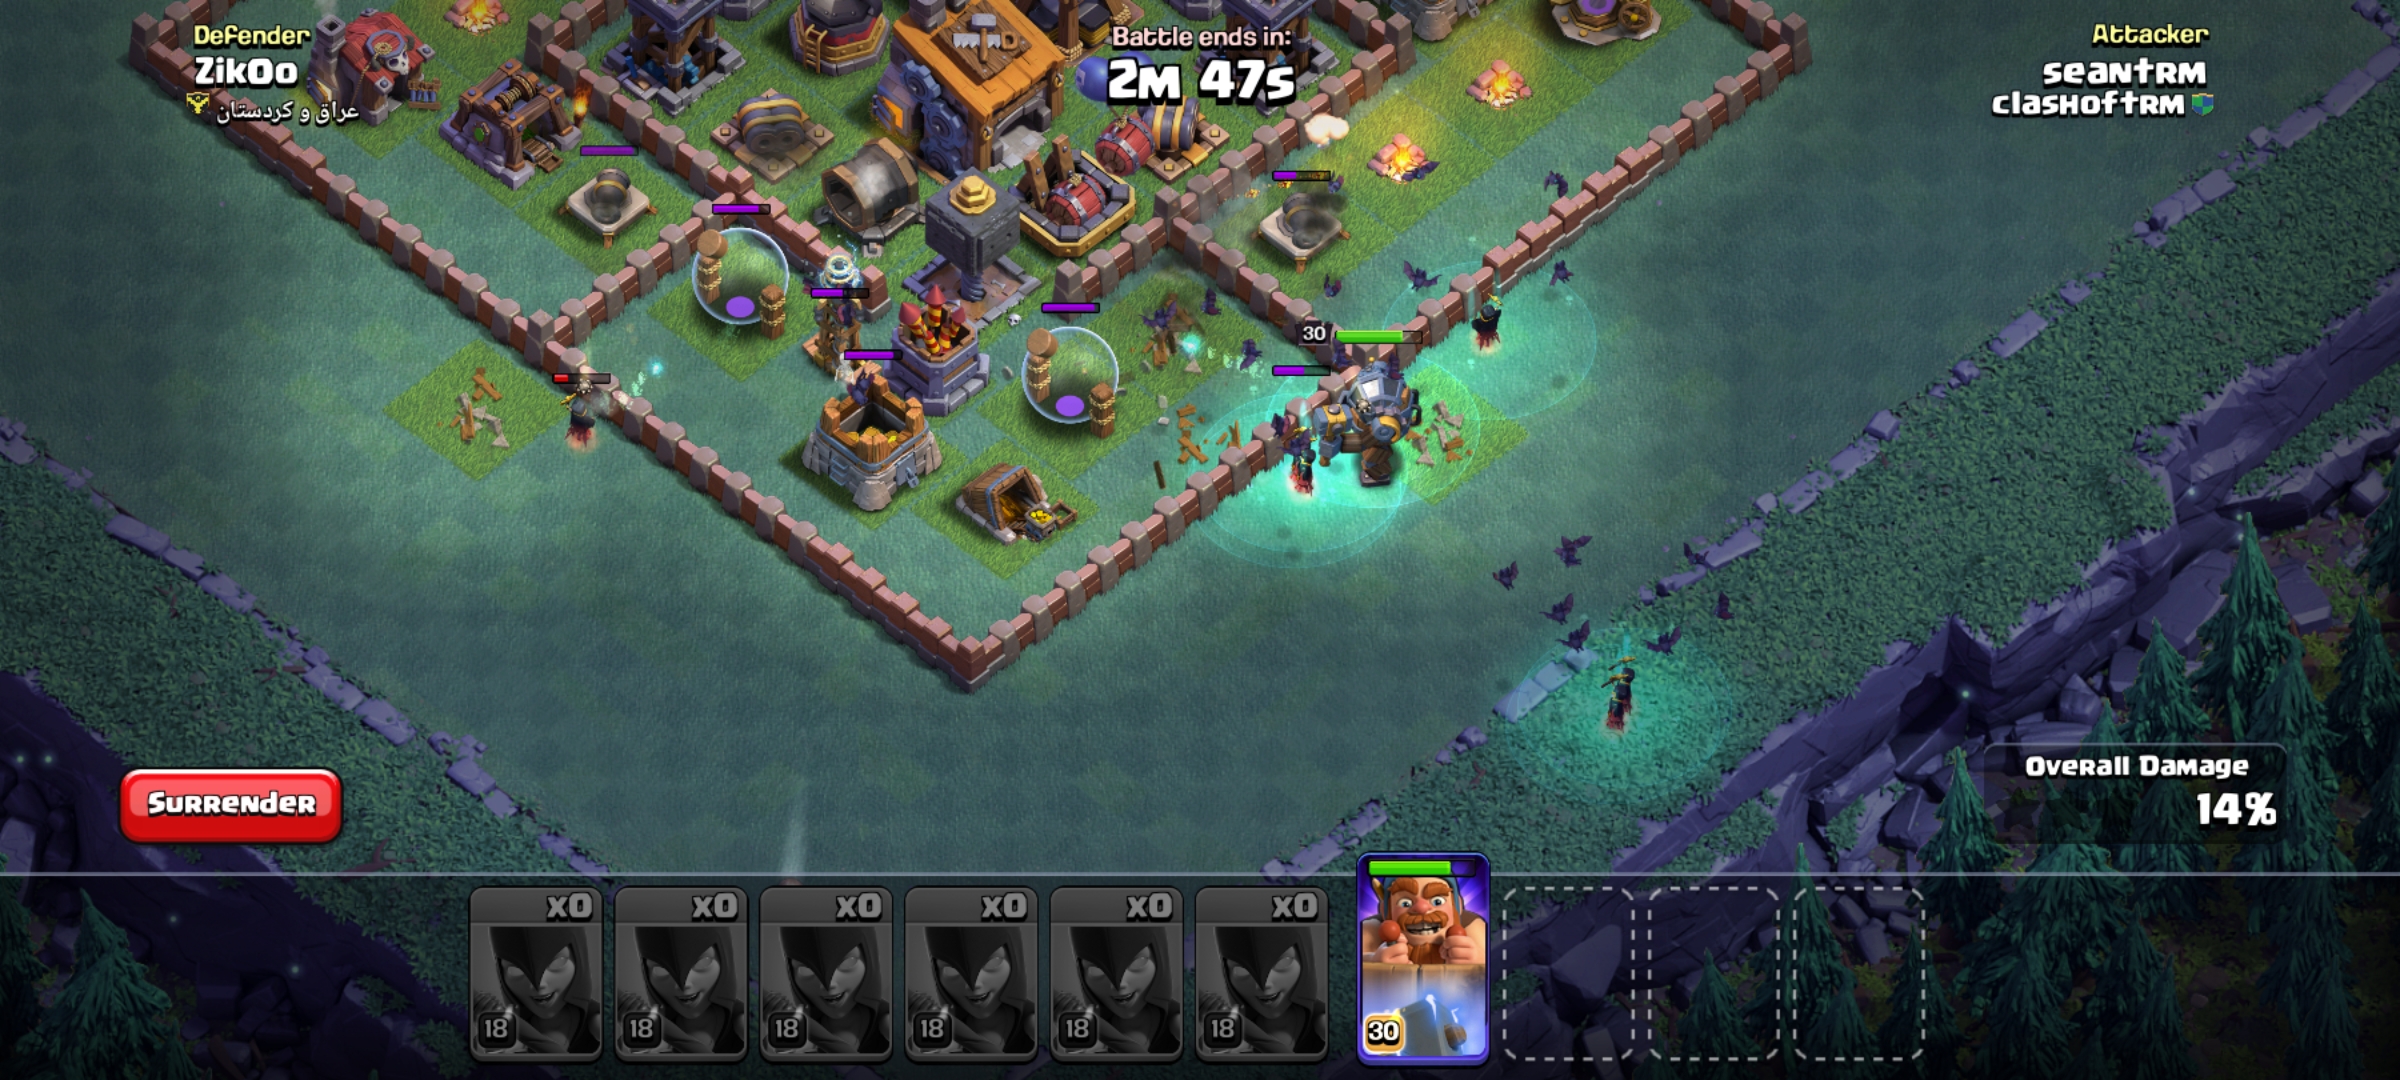 Defender
ZikOo
عراق و كردستان
Battle ends in:
2M 47s
Attacker
seantRM
clashoftRM
30
Surrender
Overall Damage
14%
x0 x0 x0 x0 x0 x0
18 18 18 18 18 18 30